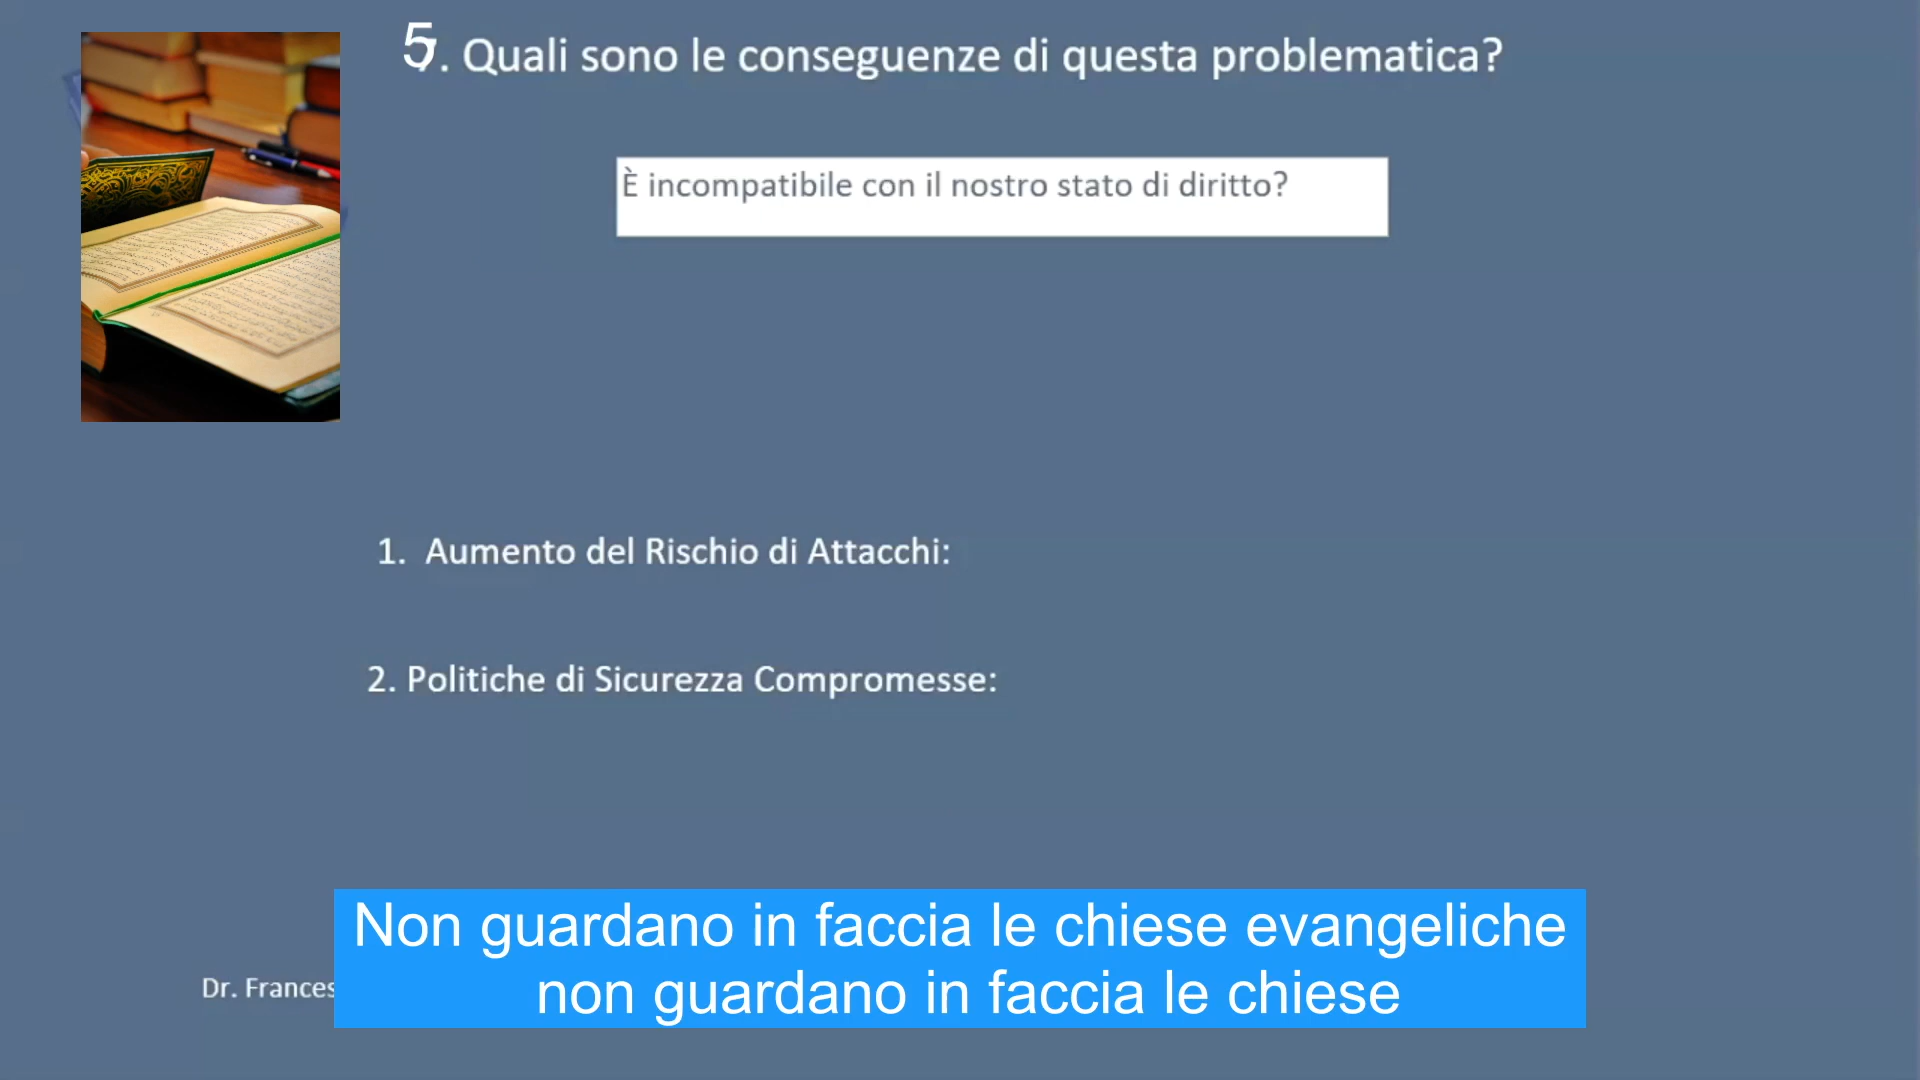 5. Quali sono le conseguenze di questa problematica?
È incompatibile con il nostro stato di diritto?
1. Aumento del Rischio di Attacchi:
2. Politiche di Sicurezza Compromesse:
Non guardano in faccia le chiese evangeliche
non guardano in faccia le chiese
Dr.